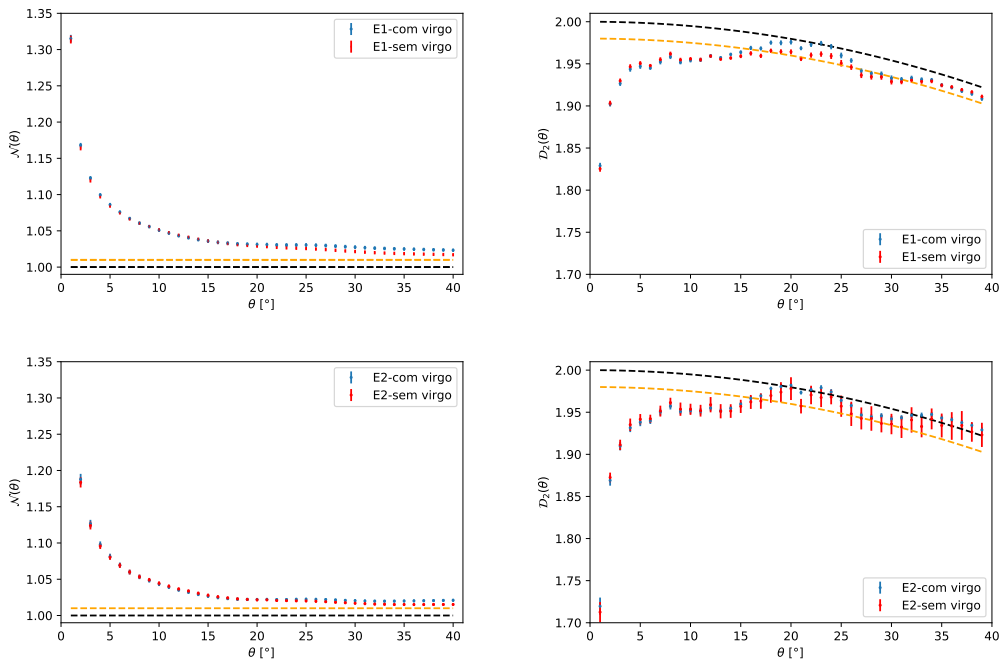 1.35
1.30
1.25
1.20
1.15
1.10
1.05
1.00
𝒩(θ)
E1-com virgo
E1-sem virgo
0 5 10 15 20 25 30 35 40
θ [°]
2.00
1.95
1.90
1.85
1.80
1.75
1.70
𝒟₂(θ)
E1-com virgo
E1-sem virgo
0 5 10 15 20 25 30 35 40
θ [°]
1.35
1.30
1.25
1.20
1.15
1.10
1.05
1.00
𝒩(θ)
E2-com virgo
E2-sem virgo
0 5 10 15 20 25 30 35 40
θ [°]
2.00
1.95
1.90
1.85
1.80
1.75
1.70
𝒟₂(θ)
E2-com virgo
E2-sem virgo
0 5 10 15 20 25 30 35 40
θ [°]